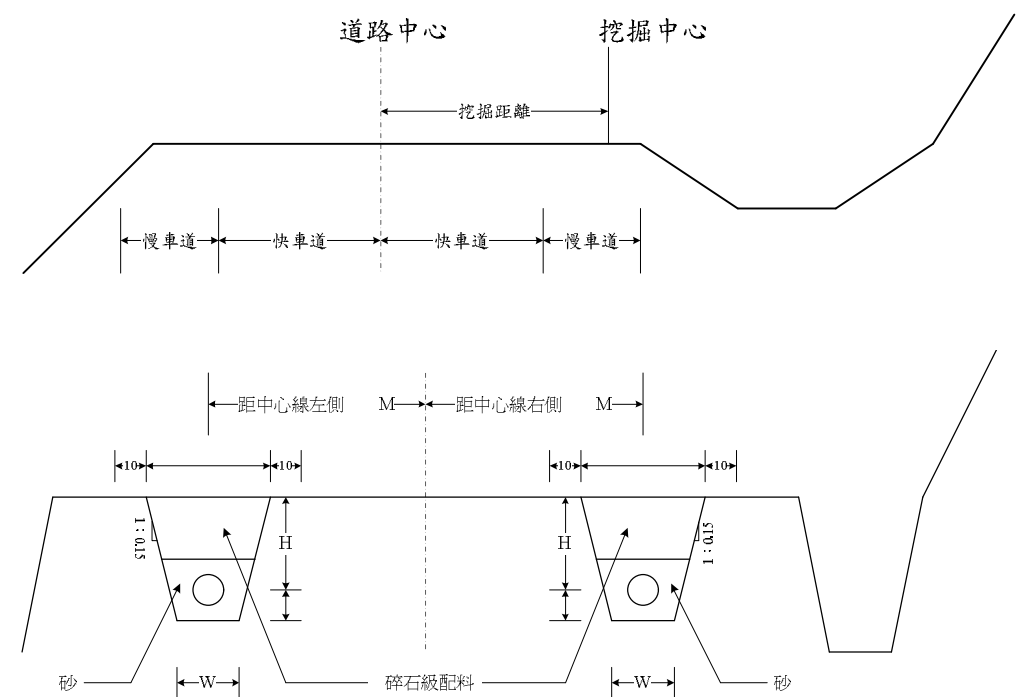 道路中心 挖掘中心
挖掘距離
慢車道 快車道 快車道 慢車道
距中心線左側 M 距中心線右側 M
10 10 10 10
1：0.15 H H 1：0.15
W W
砂 碎石級配料 砂